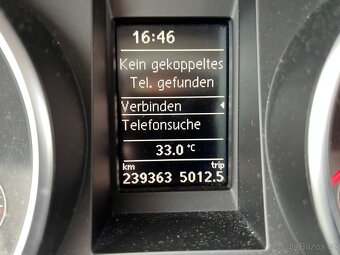 16:46
Kein gekoppeltes
Tel. gefunden
Verbinden
Telefonsuche
33.0 °C
km trip
239363 5012.5